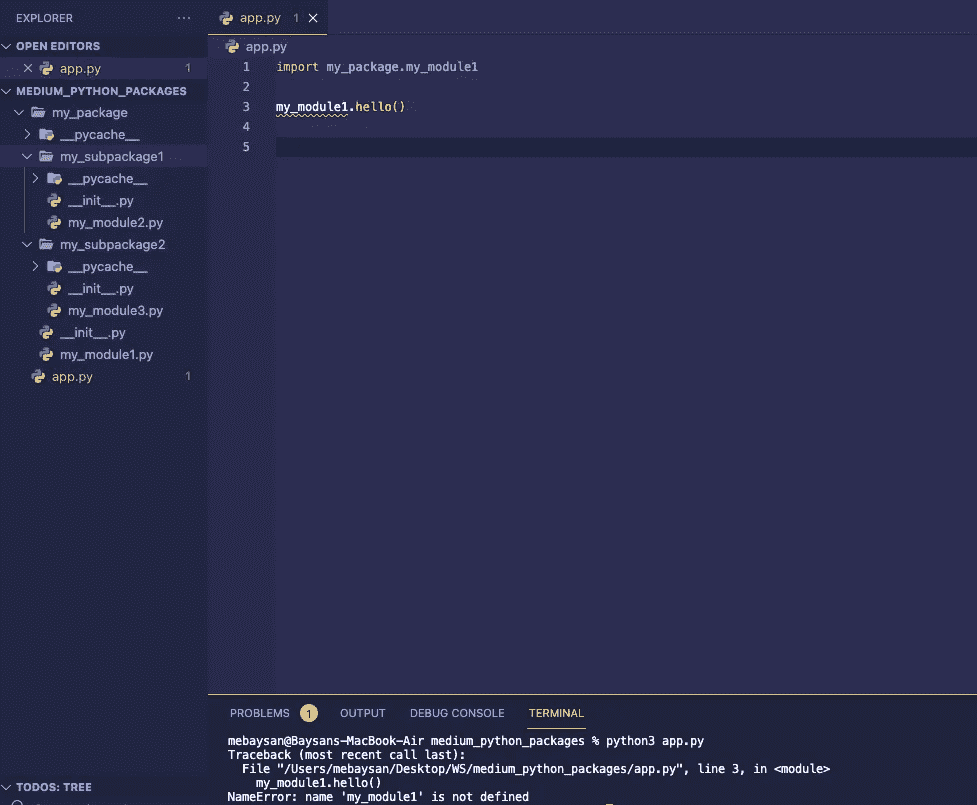 EXPLORER
···
OPEN EDITORS
app.py 1
MEDIUM_PYTHON_PACKAGES
my_package
__pycache__
my_subpackage1
__pycache__
__init__.py
my_module2.py
my_subpackage2
__pycache__
__init__.py
my_module3.py
__init__.py
my_module1.py
app.py 1
TODOS: TREE
app.py 1
app.py
1 import my_package.my_module1
2
3 my_module1.hello()
4
5
PROBLEMS 1 OUTPUT DEBUG CONSOLE TERMINAL
mebaysan@Baysans-MacBook-Air medium_python_packages % python3 app.py
Traceback (most recent call last):
File "/Users/mebaysan/Desktop/WS/medium_python_packages/app.py", line 3, in <module>
my_module1.hello()
NameError: name 'my_module1' is not defined